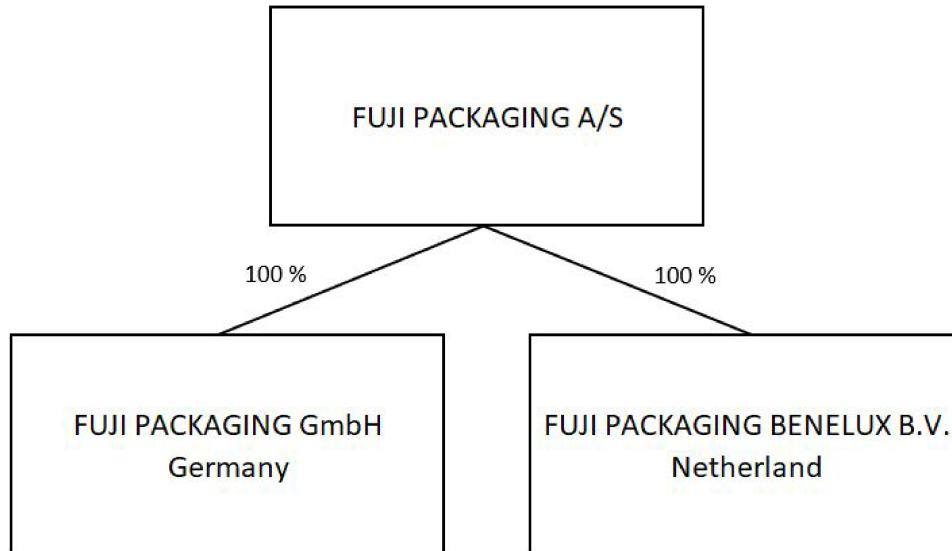 FUJI PACKAGING A/S
100 %
100 %
FUJI PACKAGING GmbH
Germany
FUJI PACKAGING BENELUX B.V.
Netherland